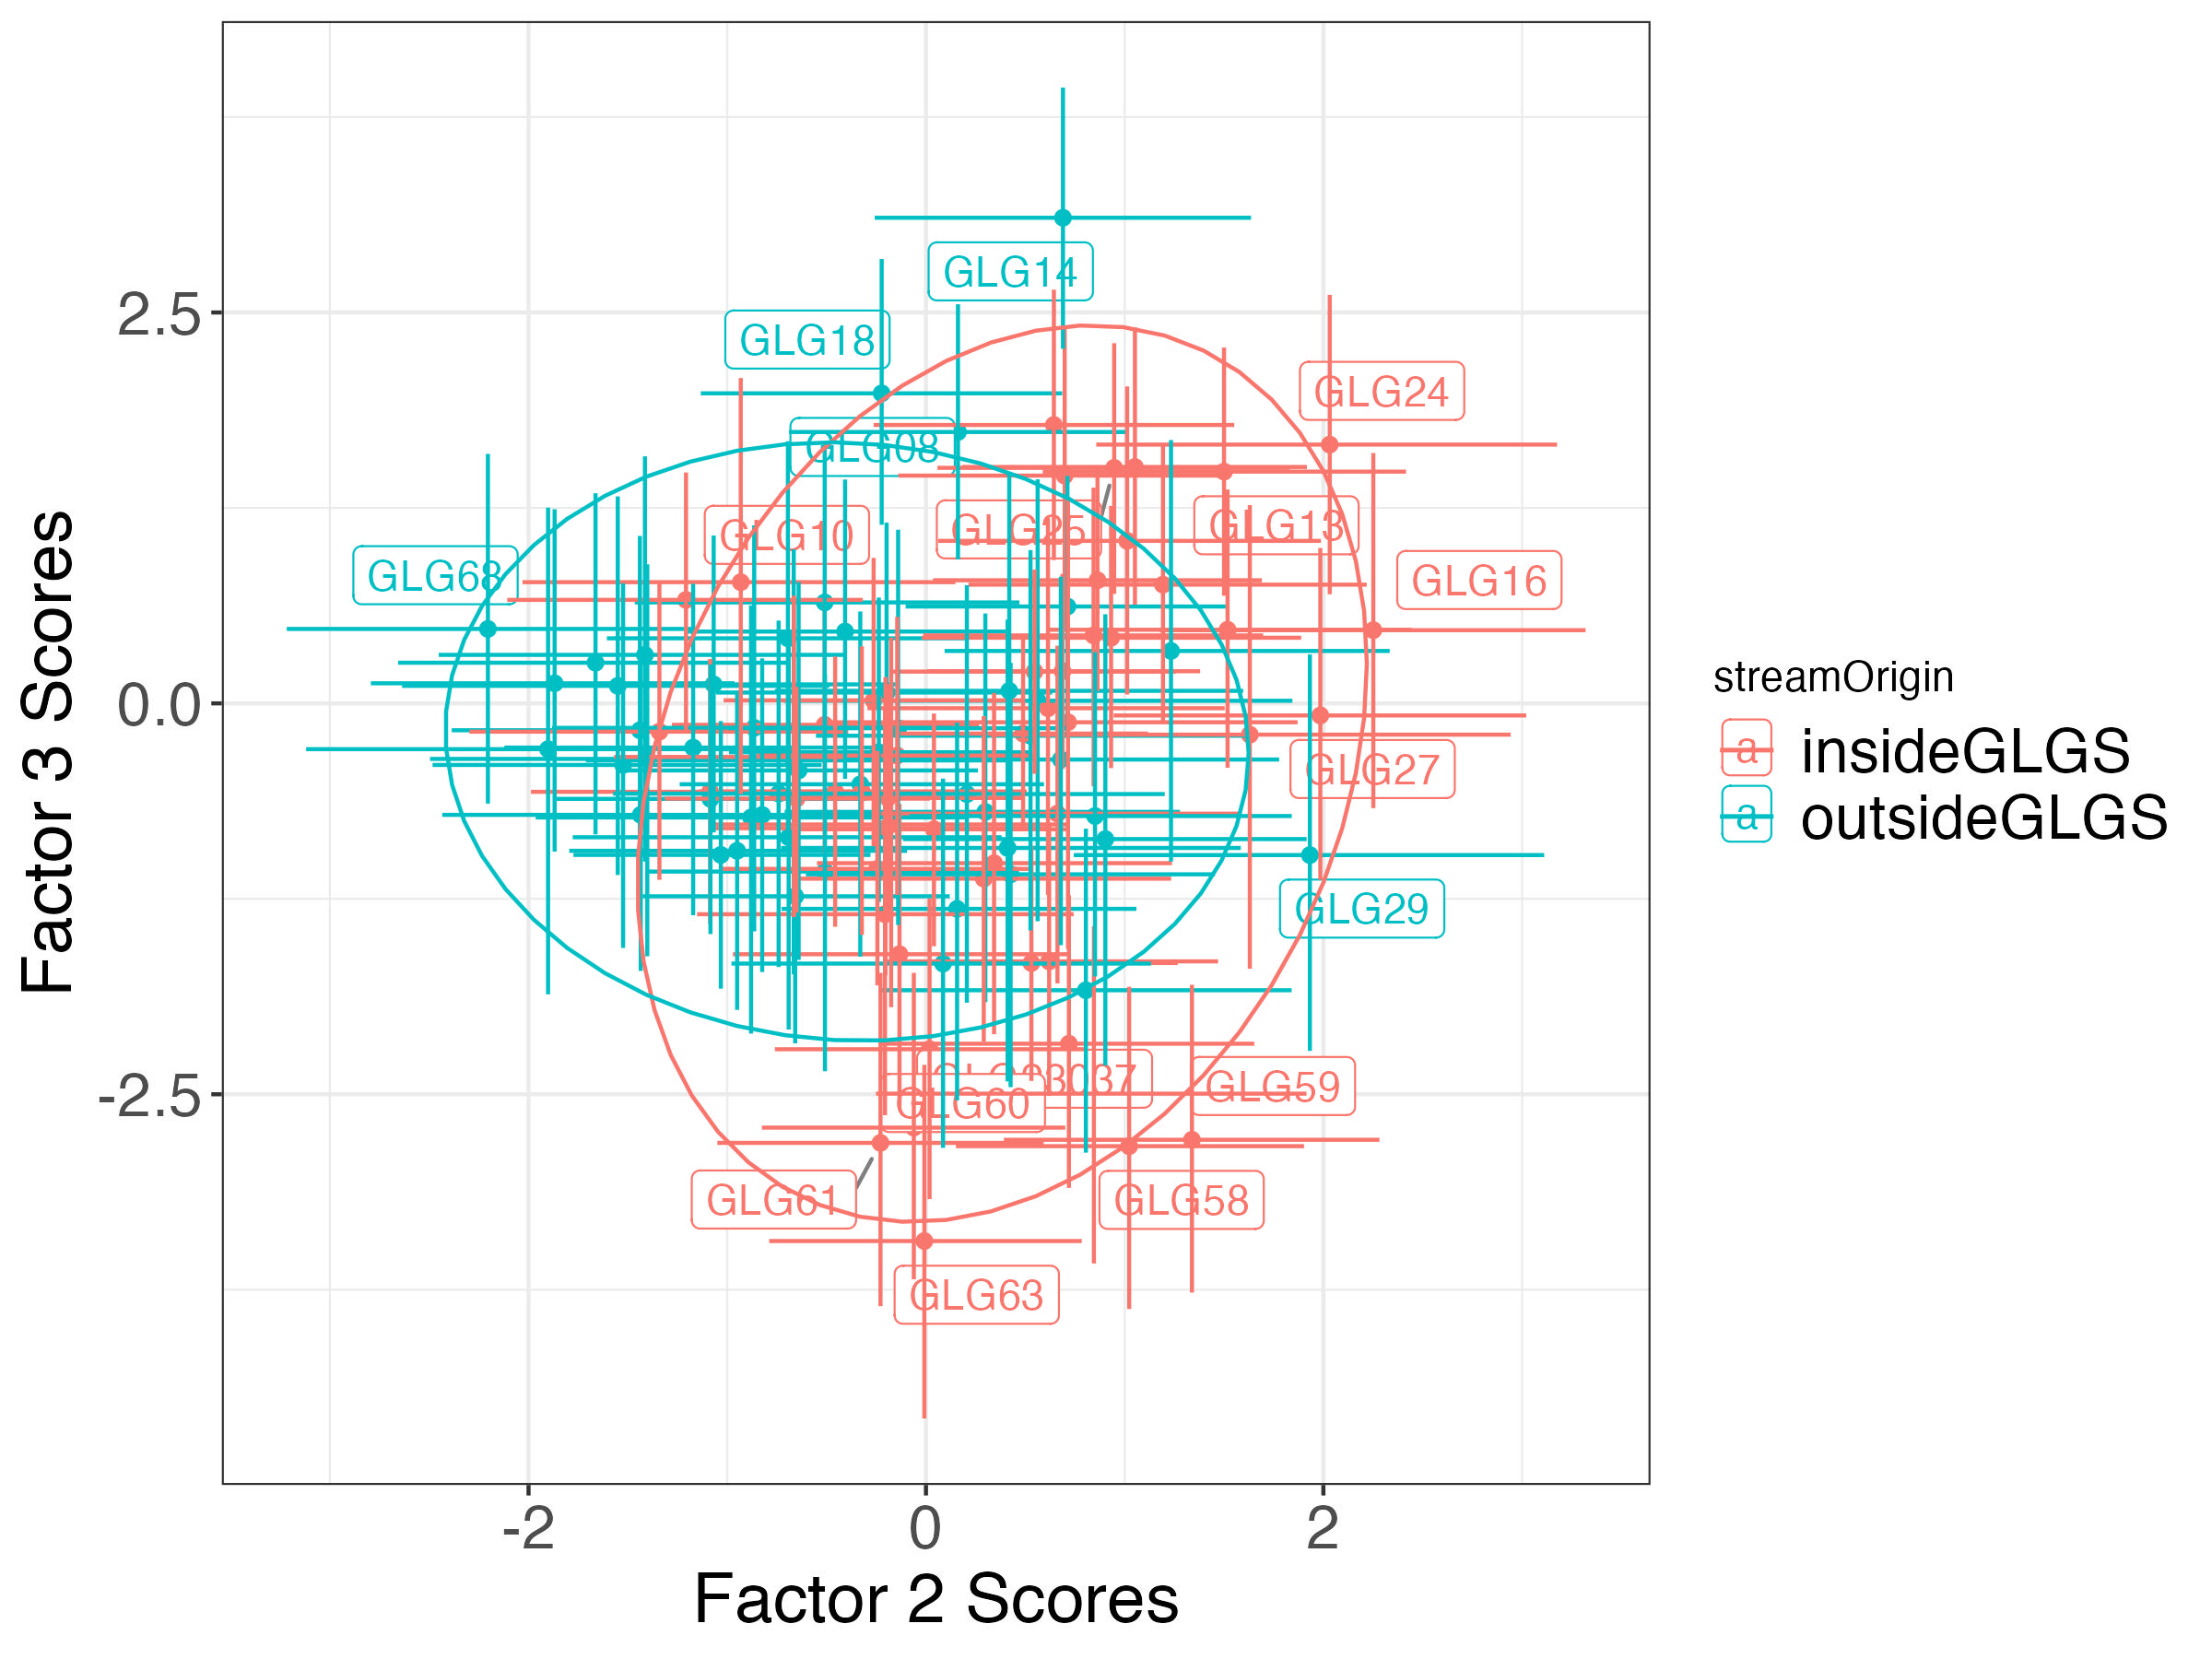 GLG14
2.5
GLG18
GLG24
GLG08
GLG10
GLG25
GLG13
GLG68
GLG16
Factor 3 Scores
0.0
GLG27
GLG29
-2.5
GLG59
GLG60
GLG61
GLG58
GLG63
-2
0
2
Factor 2 Scores
streamOrigin
a insideGLGS
a outsideGLGS